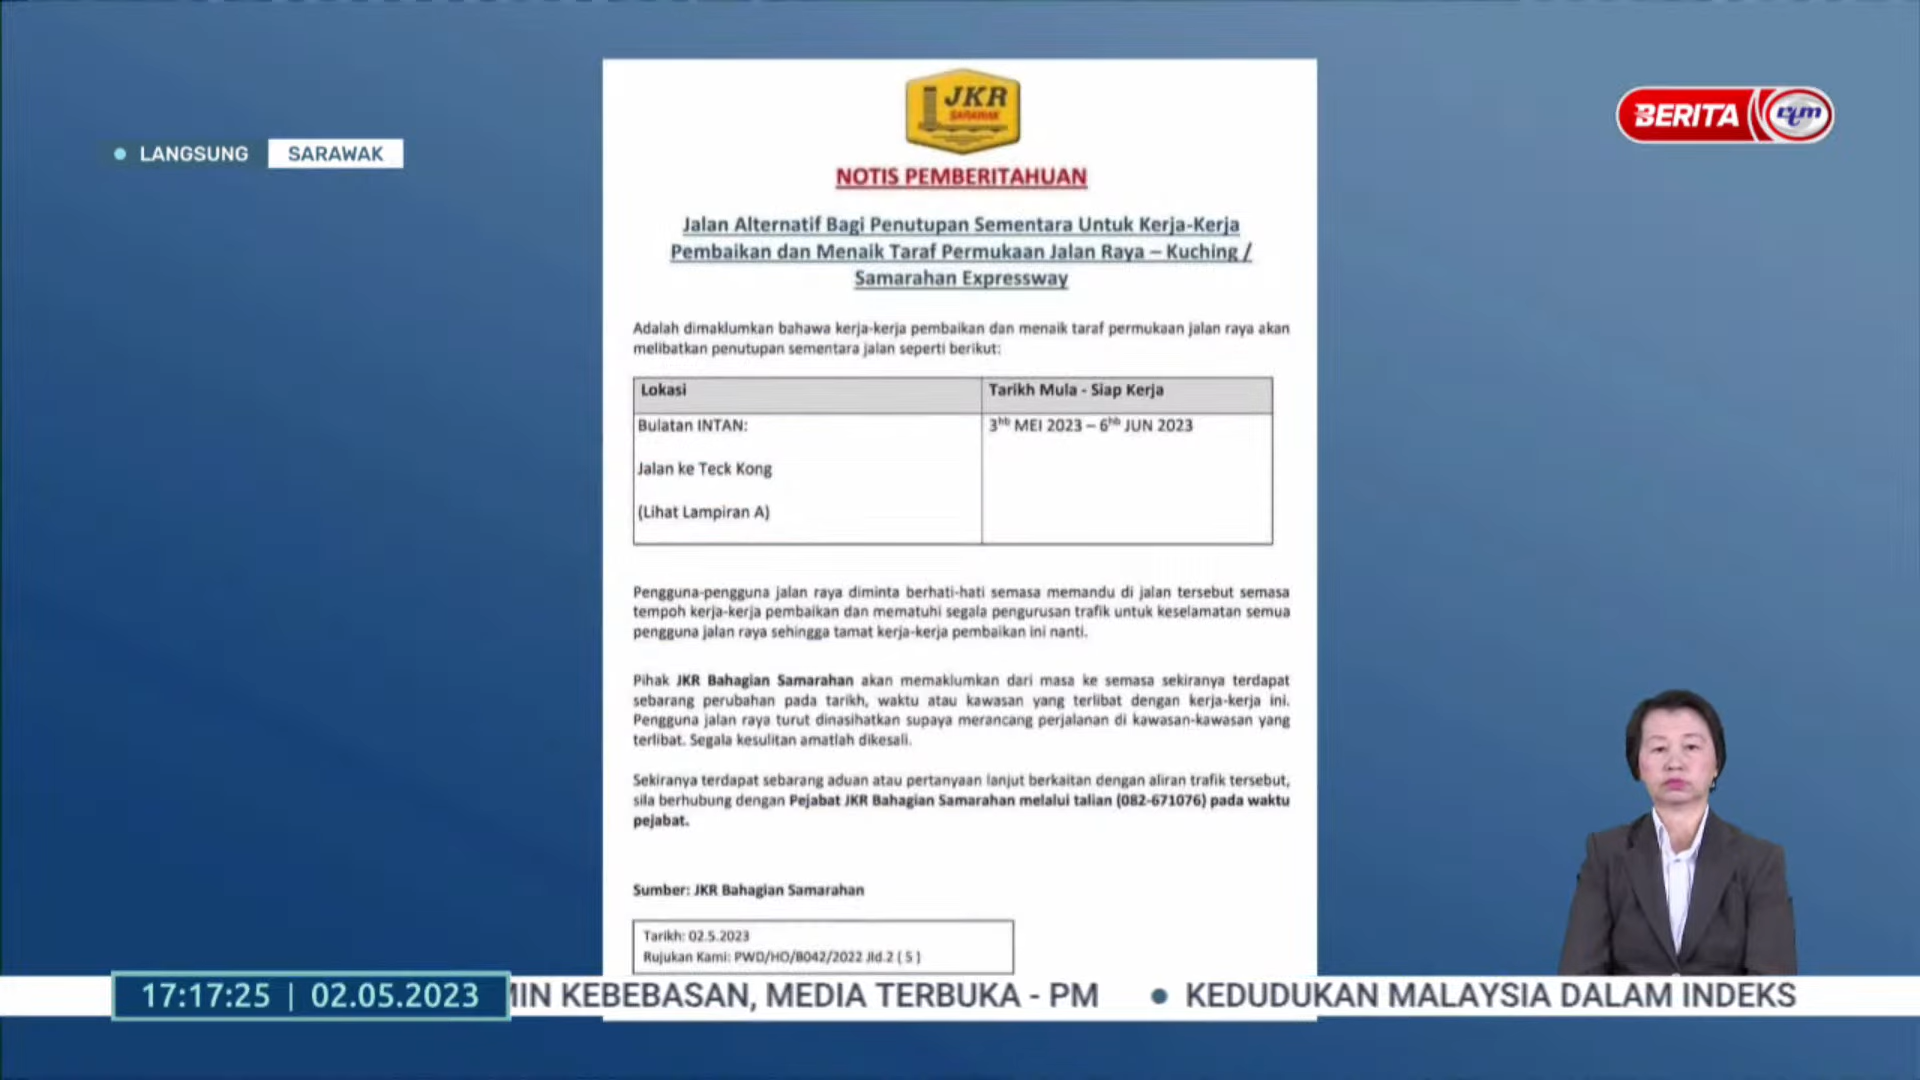 JKR
SARAWAK
BERITA rtm
LANGSUNG SARAWAK
NOTIS PEMBERITAHUAN
Jalan Alternatif Bagi Penutupan Sementara Untuk Kerja-Kerja
Pembaikan dan Menaik Taraf Permukaan Jalan Raya – Kuching /
Samarahan Expressway
Adalah dimaklumkan bahawa kerja-kerja pembaikan dan menaik taraf permukaan jalan raya akan
melibatkan penutupan sementara jalan seperti berikut:
Lokasi Tarikh Mula - Siap Kerja
Bulatan INTAN: 3hb MEI 2023 – 6hb JUN 2023
Jalan ke Teck Kong
(Lihat Lampiran A)
Pengguna-pengguna jalan raya diminta berhati-hati semasa memandu di jalan tersebut semasa
tempoh kerja-kerja pembaikan dan mematuhi segala pengurusan trafik untuk keselamatan semua
pengguna jalan raya sehingga tamat kerja-kerja pembaikan ini nanti.
Pihak JKR Bahagian Samarahan akan memaklumkan dari masa ke semasa sekiranya terdapat
sebarang perubahan pada tarikh, waktu atau kawasan yang terlibat dengan kerja-kerja ini.
Pengguna jalan raya turut dinasihatkan supaya merancang perjalanan di kawasan-kawasan yang
terlibat. Segala kesulitan amatlah dikesali.
Sekiranya terdapat sebarang aduan atau pertanyaan lanjut berkaitan dengan aliran trafik tersebut,
sila berhubung dengan Pejabat JKR Bahagian Samarahan melalui talian (082-671076) pada waktu
pejabat.
Sumber: JKR Bahagian Samarahan
Tarikh: 02.5.2023
Rujukan Kami: PWD/HO/B042/2022 Jld.2 ( 5 )
17:17:25 | 02.05.2023 MIN KEBEBASAN, MEDIA TERBUKA - PM • KEDUDUKAN MALAYSIA DALAM INDEKS